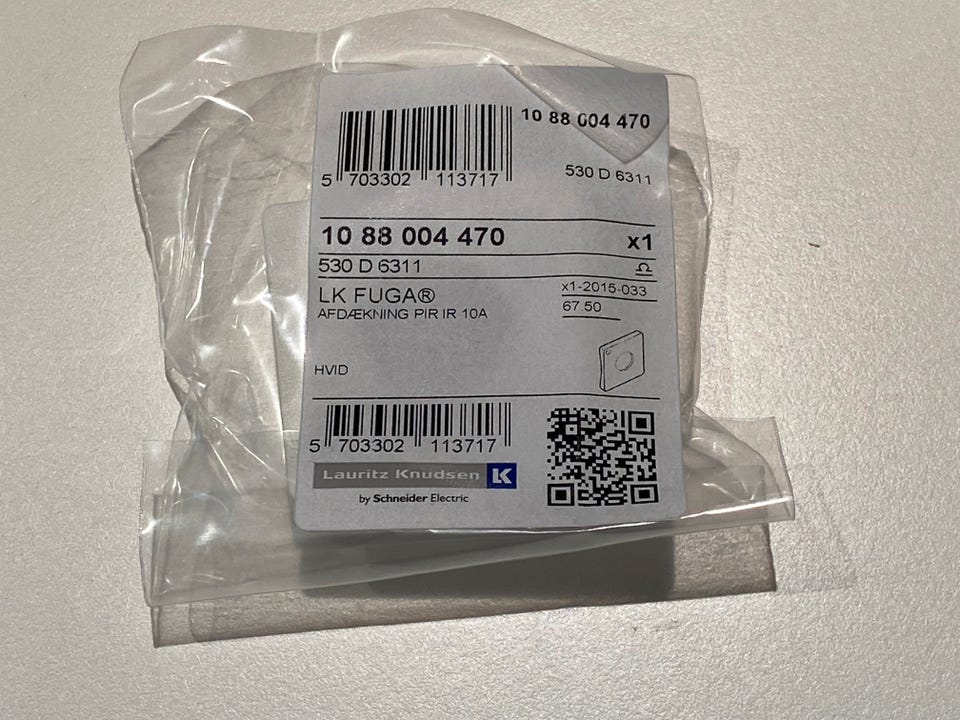 10 88 004 470
5 703302 113717
530 D 6311
10 88 004 470 x1
530 D 6311
x1-2015-033
LK FUGA®
67.50
AFDÆKNING PIR IR 10A
HVID
5 703302 113717
Lauritz Knudsen LK
by Schneider Electric